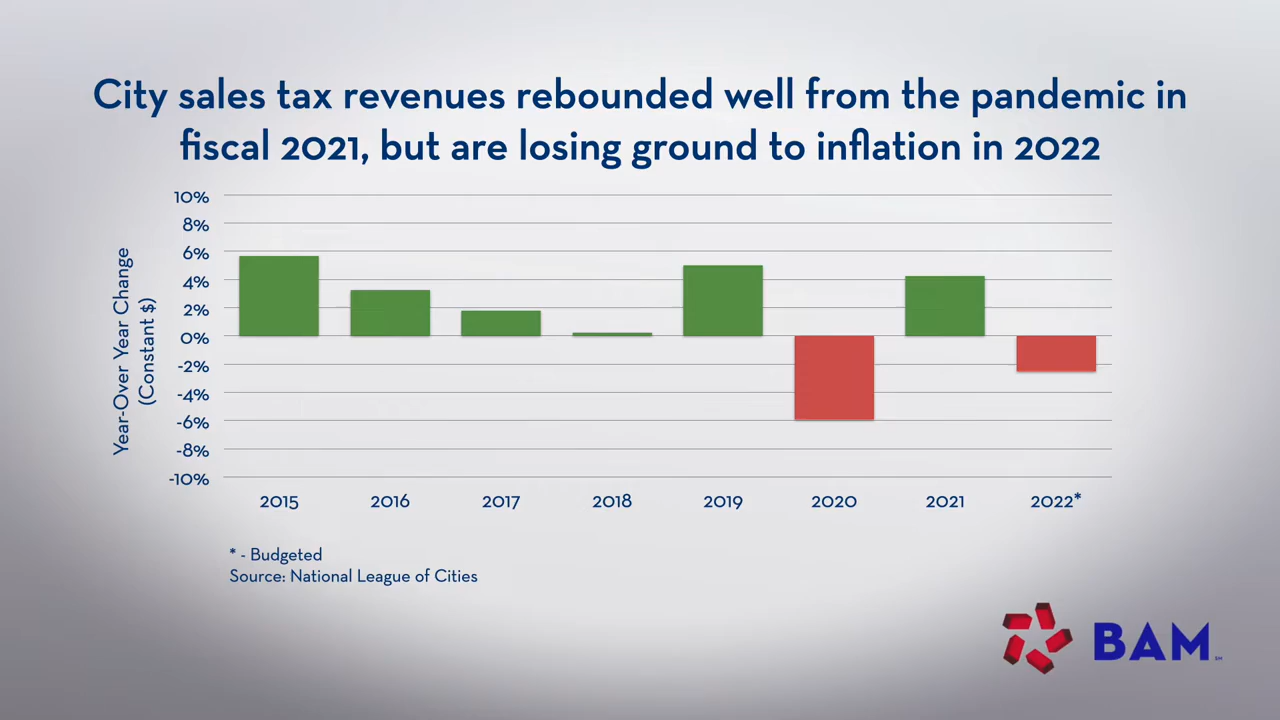 City sales tax revenues rebounded well from the pandemic in
fiscal 2021, but are losing ground to inflation in 2022
Year-Over Year Change
(Constant $)
10%
8%
6%
4%
2%
0%
-2%
-4%
-6%
-8%
-10%
2015 2016 2017 2018 2019 2020 2021 2022*
* - Budgeted
Source: National League of Cities
BAM SM